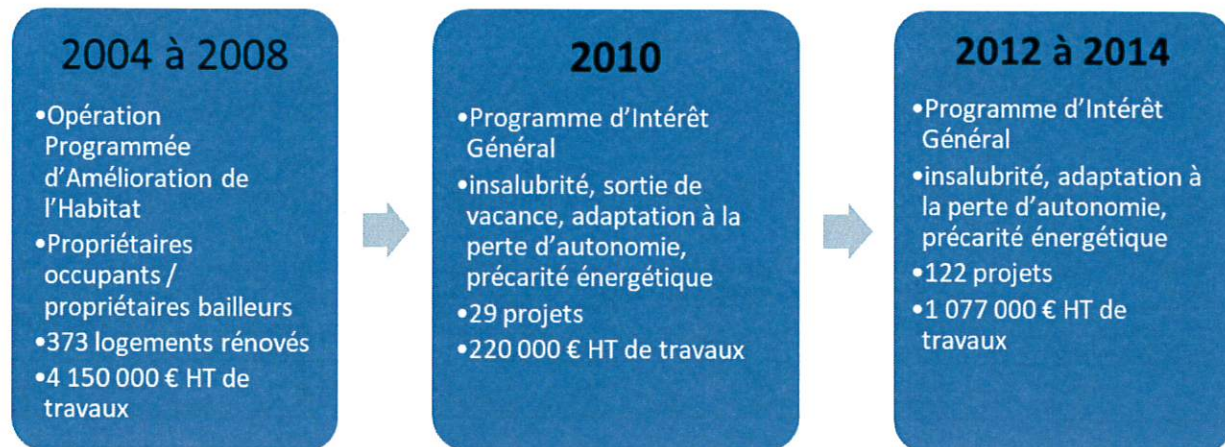 2004 à 2008
•Opération
Programmée
d'Amélioration de
l'Habitat
•Propriétaires
occupants /
propriétaires bailleurs
•373 logements rénovés
•4 150 000 € HT de
travaux
2010
•Programme d'Intérêt
Général
•insalubrité, sortie de
vacance, adaptation à la
perte d'autonomie,
précarité énergétique
•29 projets
•220 000 € HT de travaux
2012 à 2014
•Programme d'Intérêt
Général
•insalubrité, adaptation à
la perte d'autonomie,
précarité énergétique
•122 projets
•1 077 000 € HT de
travaux